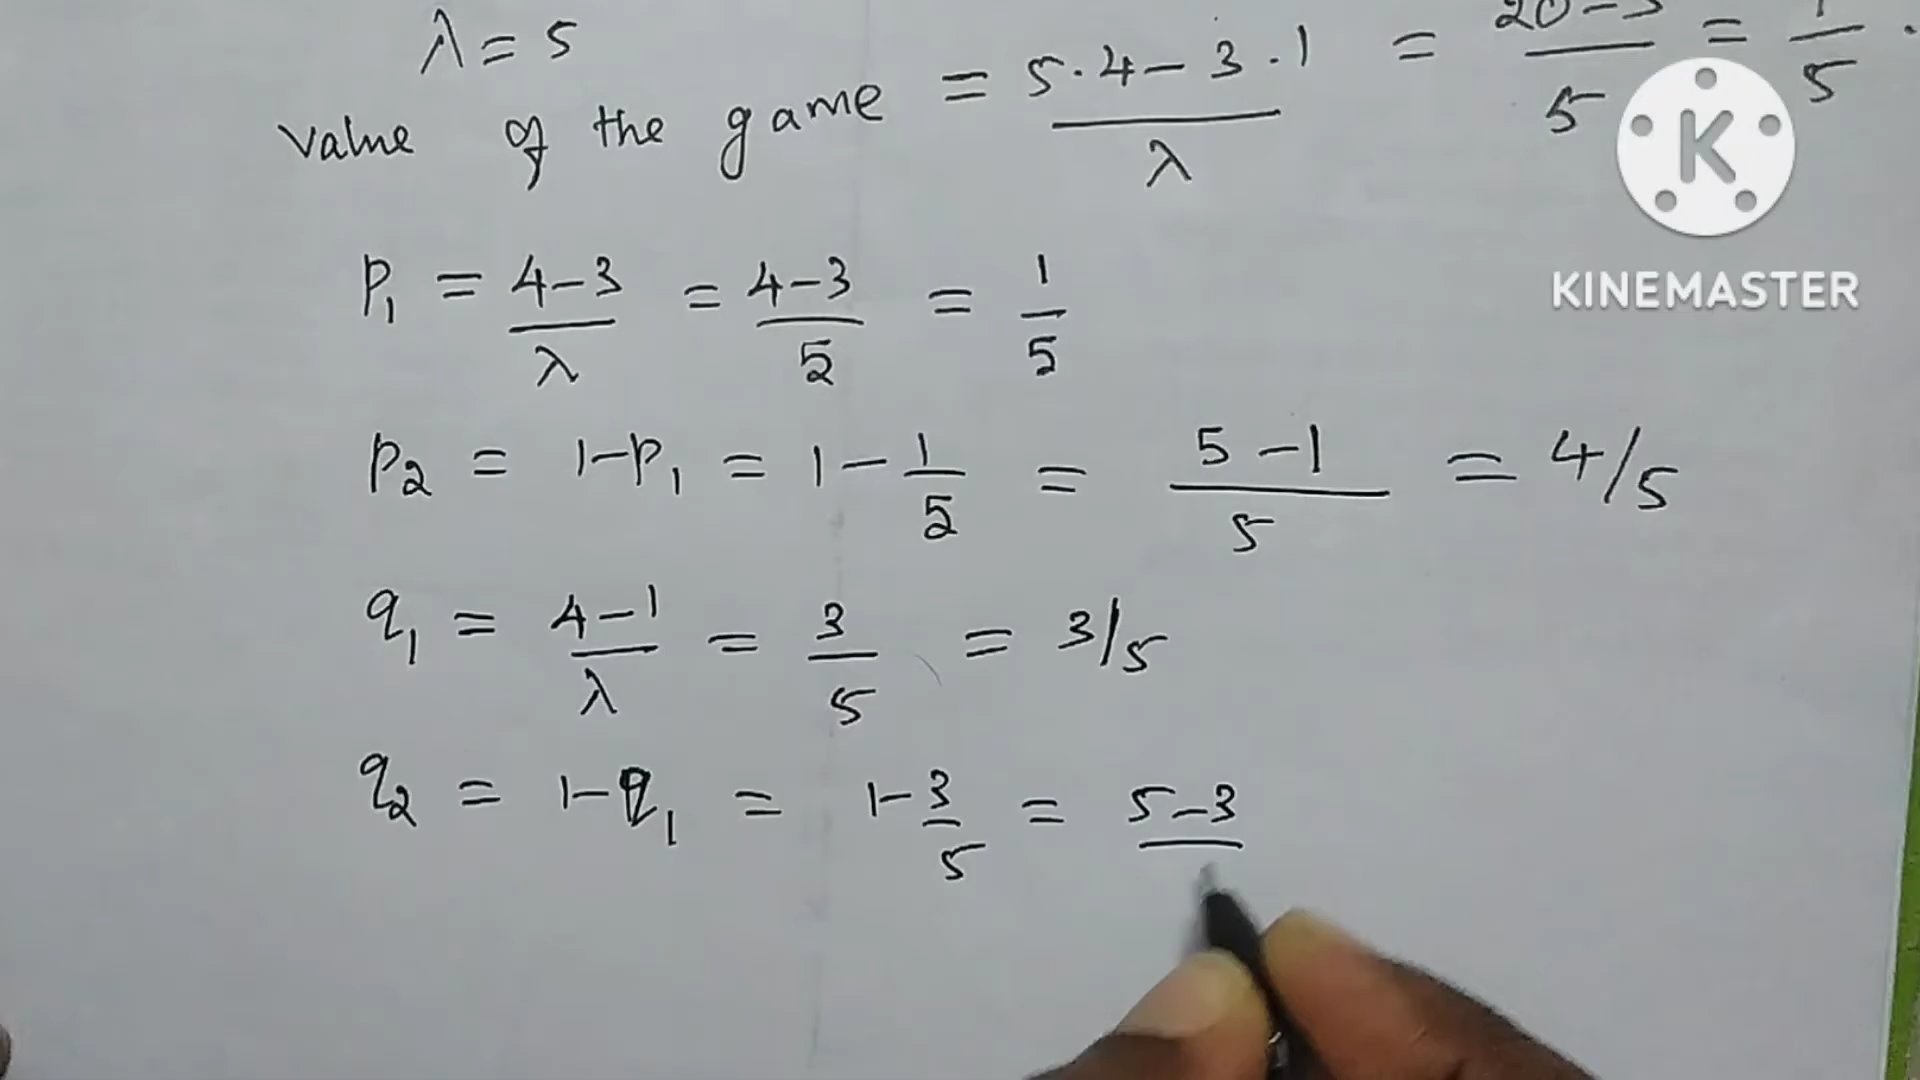 λ = 5
value of the game = 5·4 - 3·1 / λ = 20 - 3 / 5 = 1 / 5 .
K
KINEMASTER
P₁ = 4-3 / λ = 4-3 / 5 = 1 / 5
P₂ = 1-P₁ = 1 - 1 / 5 = 5-1 / 5 = 4/5
q₁ = 4-1 / λ = 3 / 5 = 3/5
q₂ = 1-q₁ = 1- 3 / 5 = 5-3